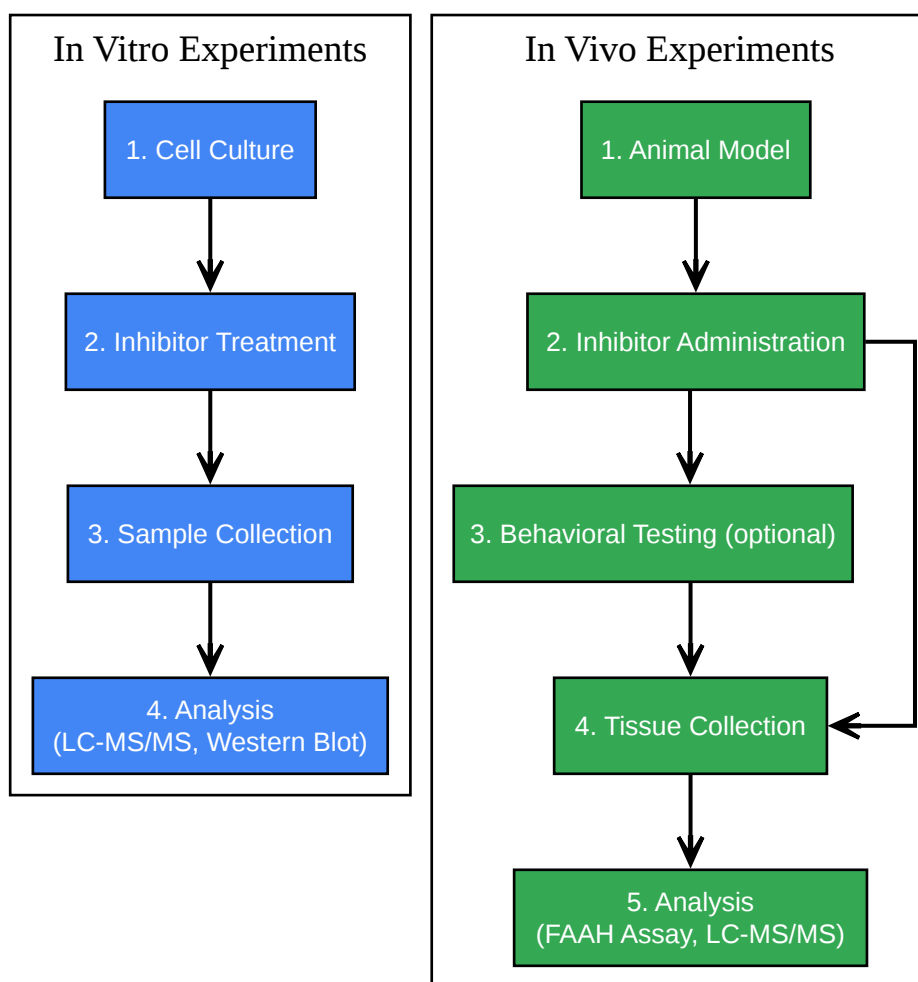 In Vitro Experiments
1. Cell Culture
2. Inhibitor Treatment
3. Sample Collection
4. Analysis
(LC-MS/MS, Western Blot)
In Vivo Experiments
1. Animal Model
2. Inhibitor Administration
3. Behavioral Testing (optional)
4. Tissue Collection
5. Analysis
(FAAH Assay, LC-MS/MS)